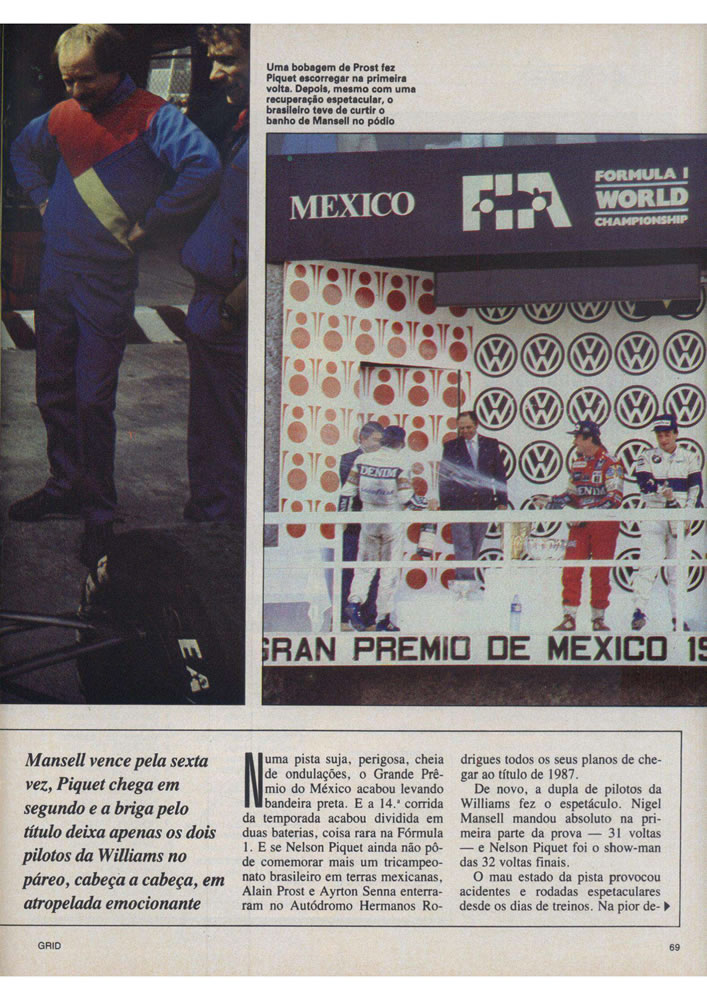 Uma bobagem de Prost fez
Piquet escorregar na primeira
volta. Depois, mesmo com uma
recuperação espetacular, o
brasileiro teve de curtir o
banho de Mansell no pódio
MEXICO
FIA
FORMULA 1
WORLD
CHAMPIONSHIP
DENIM
DENIM
GRAN PREMIO DE MEXICO 19
EA
Mansell vence pela sexta
vez, Piquet chega em
segundo e a briga pelo
título deixa apenas os dois
pilotos da Williams no
páreo, cabeça a cabeça, em
atropelada emocionante
Numa pista suja, perigosa, cheia
de ondulações, o Grande Prê-
mio do México acabou levando
bandeira preta. E a 14.ª corrida
da temporada acabou dividida em
duas baterias, coisa rara na Fórmula
1. E se Nelson Piquet ainda não pô-
de comemorar mais um tricampeo-
nato brasileiro em terras mexicanas,
Alain Prost e Ayrton Senna enterra-
ram no Autódromo Hermanos Ro-
drigues todos os seus planos de che-
gar ao título de 1987.
De novo, a dupla de pilotos da
Williams fez o espetáculo. Nigel
Mansell mandou absoluto na pri-
meira parte da prova — 31 voltas
— e Nelson Piquet foi o show-man
das 32 voltas finais.
O mau estado da pista provocou
acidentes e rodadas espetaculares
desde os dias de treinos. Na pior de-
GRID
69